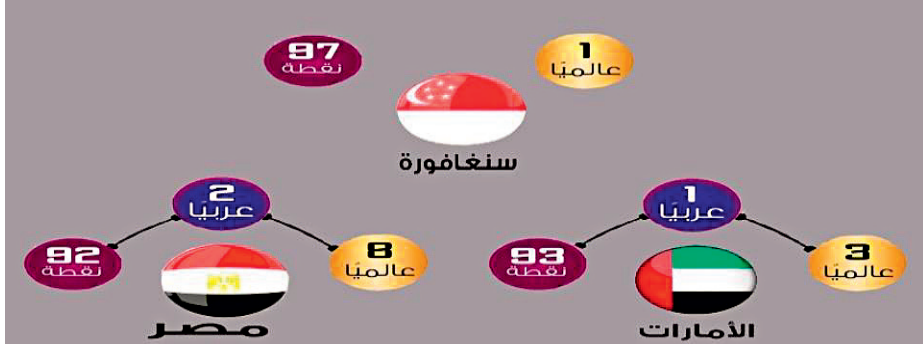 1
عالميًا
97
نقطة
سنغافورة
1
عربيًا
3
عالميًا
93
نقطة
الأمارات
2
عربيًا
8
عالميًا
92
نقطة
مصر